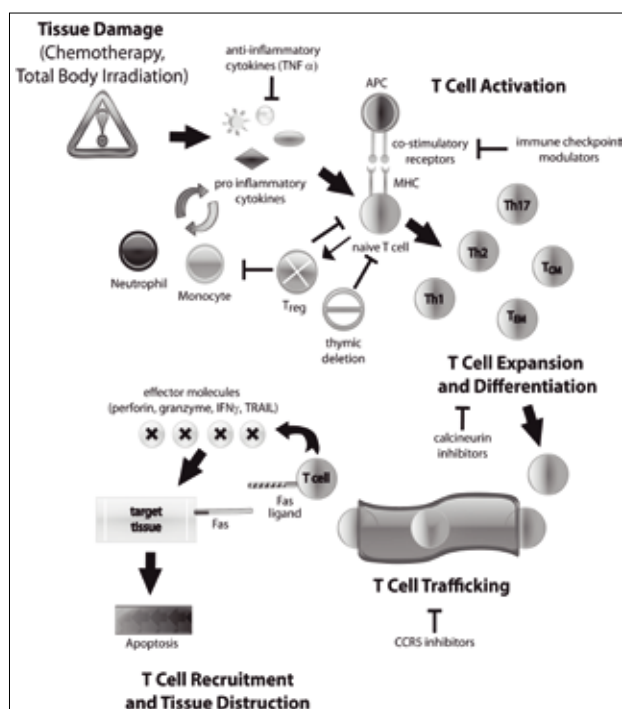 Tissue Damage
(Chemotherapy,
Total Body Irradiation)
anti-inflammatory
cytokines (TNF α)
APC
T Cell Activation
co-stimulatory
receptors
immune checkpoint
modulators
MHC
pro inflammatory
cytokines
naive T cell
Th17
Th2
TCM
Th1
TEM
Neutrophil
Monocyte
Treg
thymic
deletion
T Cell Expansion
and Differentiation
effector molecules
(perforin, granzyme, IFNγ, TRAIL)
calcineurin
inhibitors
T cell
Fas
ligand
target
tissue
Fas
T Cell Trafficking
Apoptosis
CCR5 inhibitors
T Cell Recruitment
and Tissue Distruction